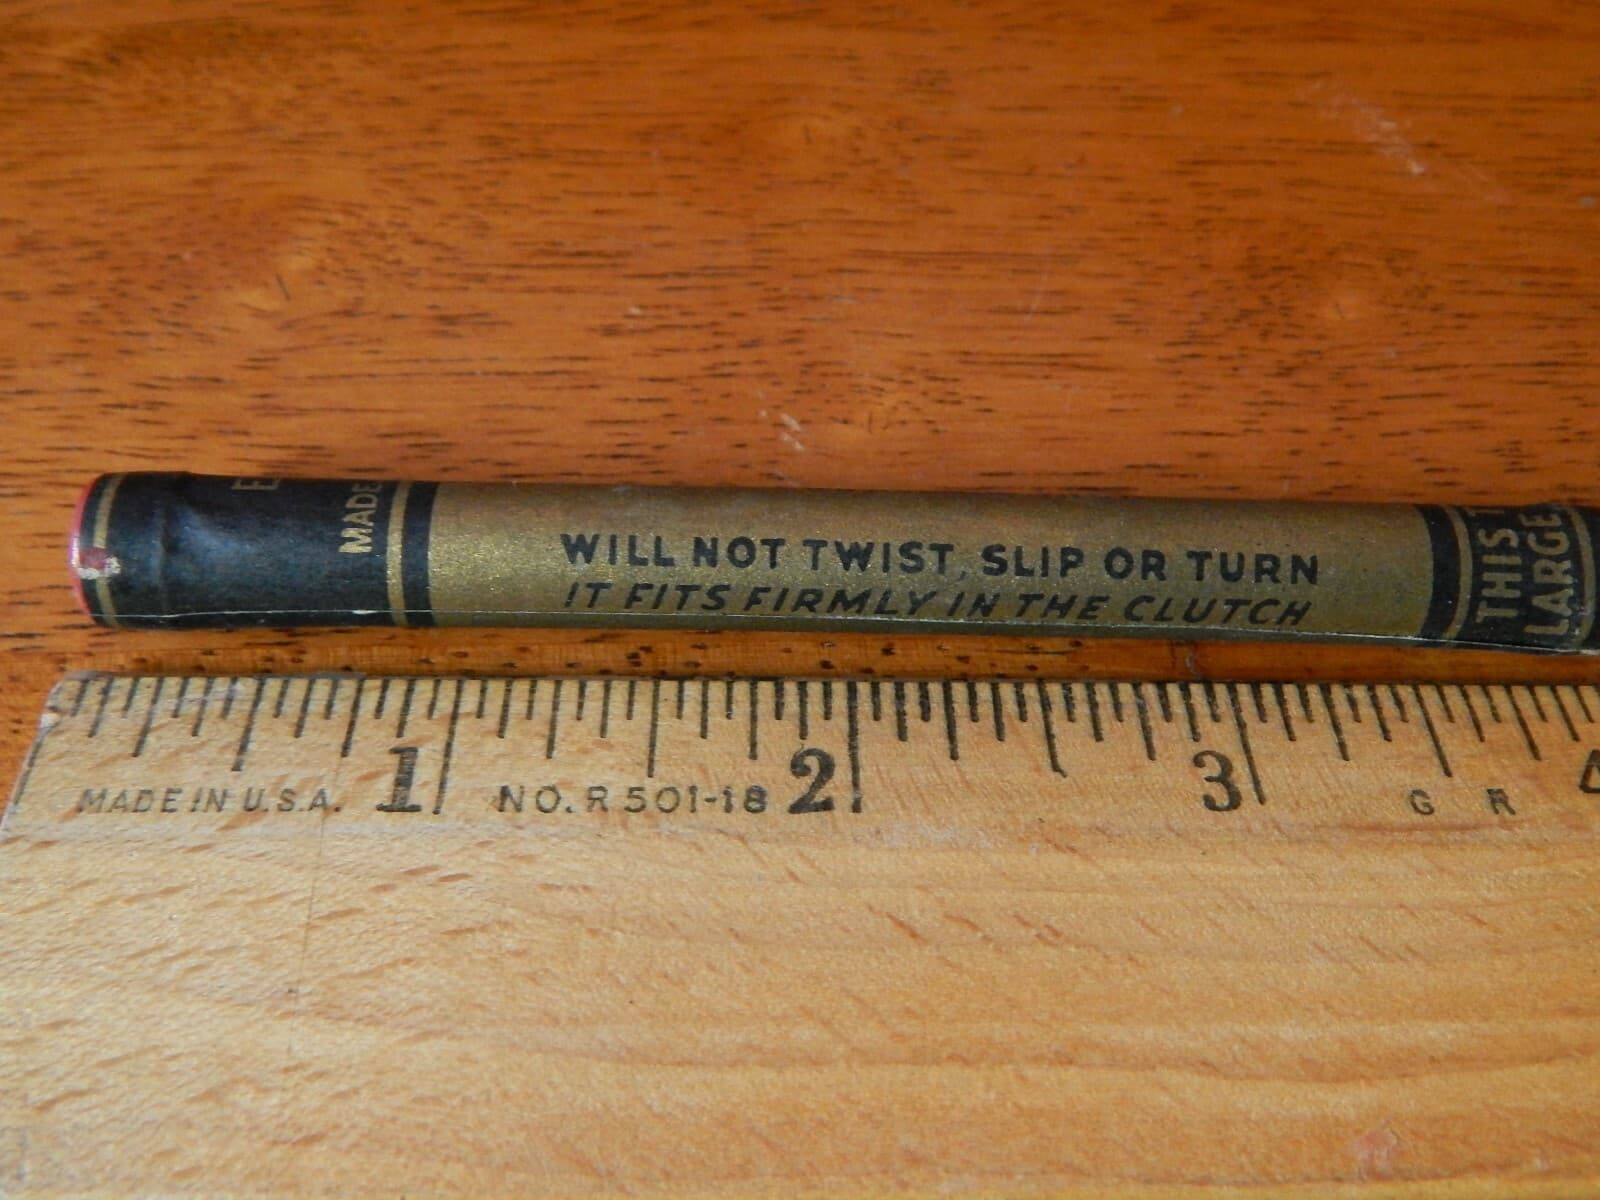 MADE
WILL NOT TWIST, SLIP OR TURN
IT FITS FIRMLY IN THE CLUTCH
THIS
LARGE
1 2 3
MADE IN U.S.A. NO. R 501-18 G R